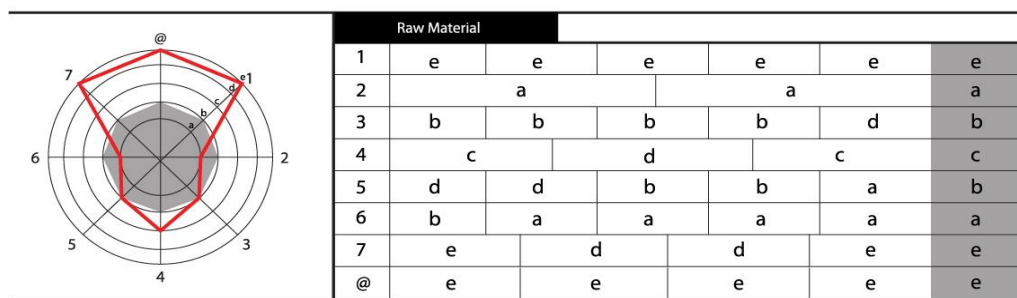 @
7
e1
d
c
b
a
6
2
5
3
4
Raw Material
1 e e e e e e
2 a a a
3 b b b b d b
4 c d c c
5 d d b b a b
6 b a a a a a
7 e d d e e
@ e e e e e